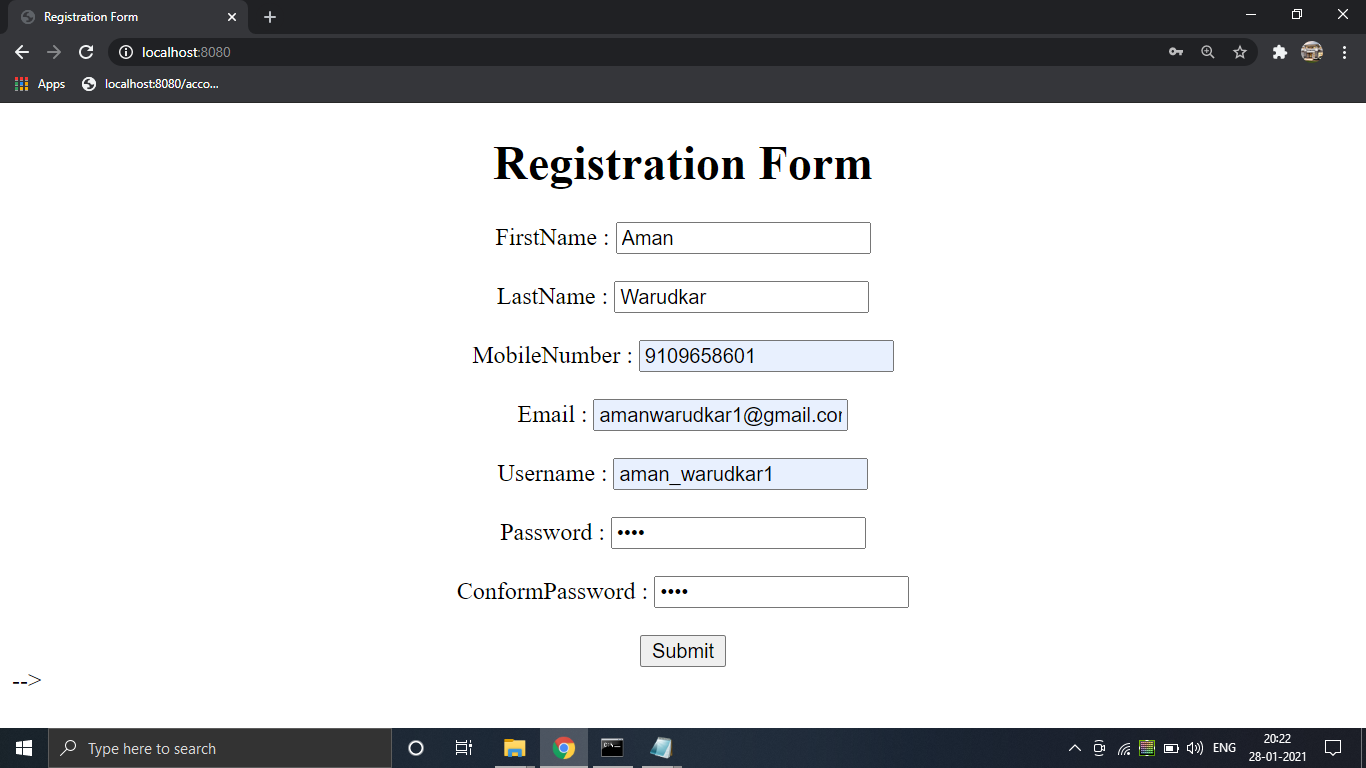 Registration Form
localhost:8080
Apps
localhost:8080/acco...
Registration Form
FirstName : Aman
LastName : Warudkar
MobileNumber : 9109658601
Email : amanwarudkar1@gmail.cor
Username : aman_warudkar1
Password : ••••
ConformPassword : ••••
Submit
-->
Type here to search
ENG
20:22
28-01-2021